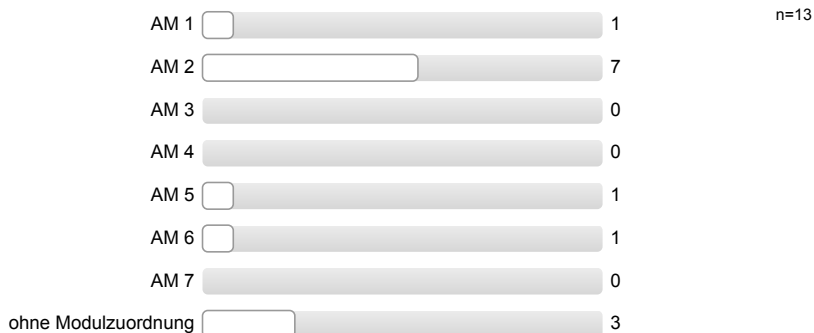 AM 1 1 n=13
AM 2 7
AM 3 0
AM 4 0
AM 5 1
AM 6 1
AM 7 0
ohne Modulzuordnung 3